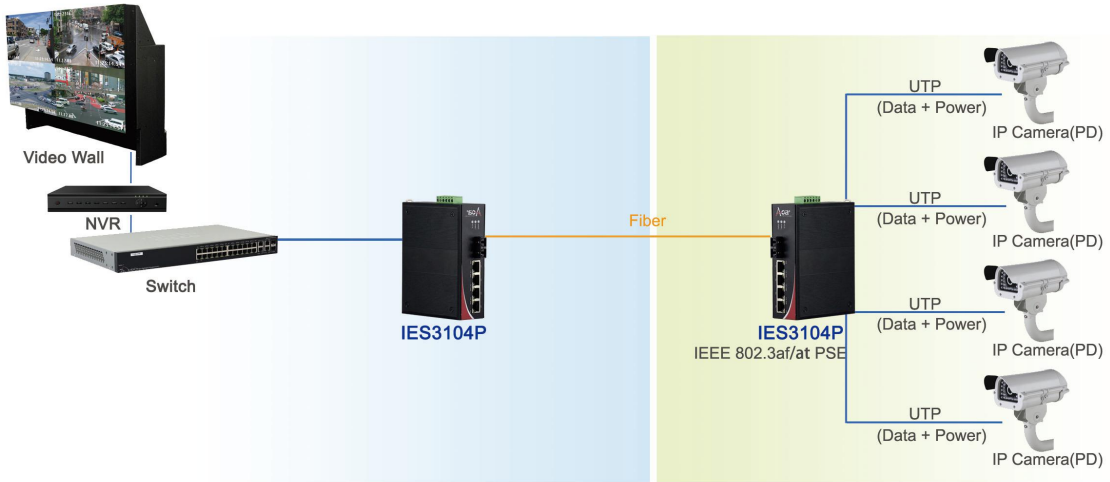 Video Wall
NVR
Switch
IES3104P
Fiber
IES3104P
IEEE 802.3af/at PSE
UTP
(Data + Power)
IP Camera(PD)
UTP
(Data + Power)
IP Camera(PD)
UTP
(Data + Power)
IP Camera(PD)
UTP
(Data + Power)
IP Camera(PD)